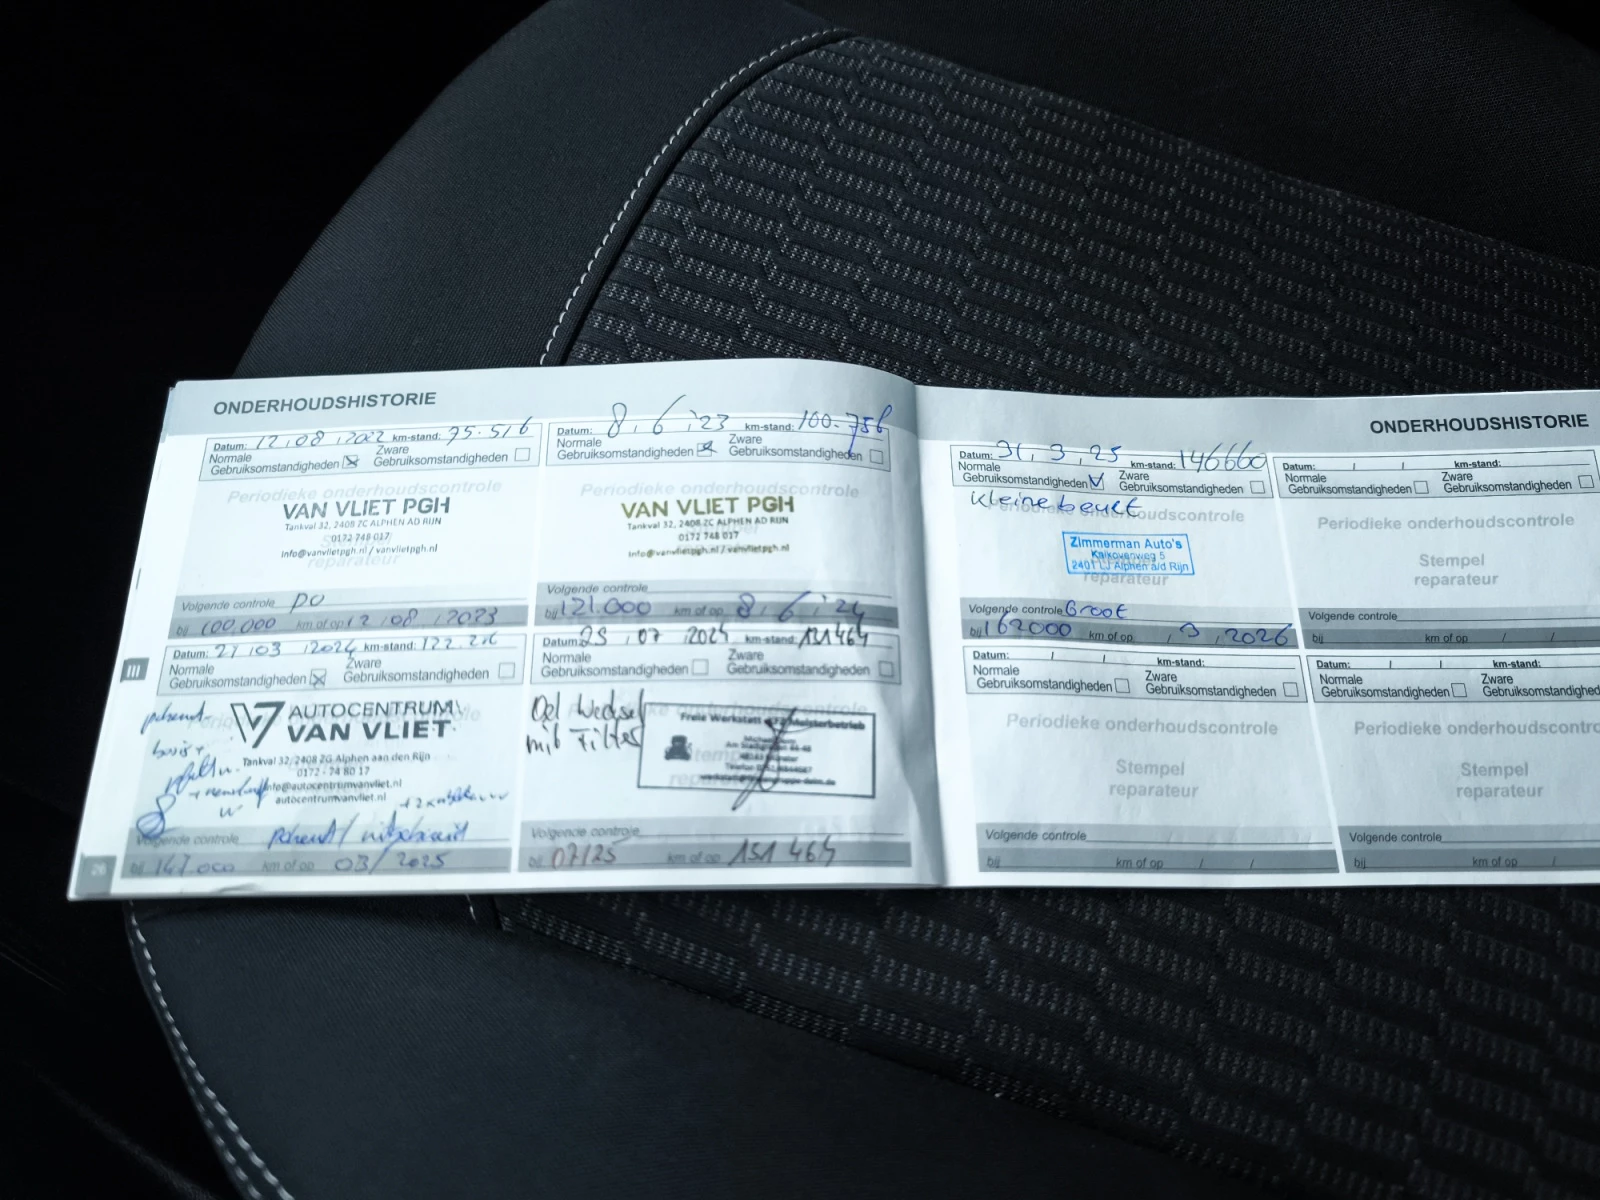 ONDERHOUDSHISTORIE
Datum: 12 , 08 , 2022 km-stand: 75.516
Normale Gebruiksomstandigheden ☒ Zware Gebruiksomstandigheden ☐
Periodieke onderhoudscontrole
VAN VLIET PGH
Tankval 32, 2408 ZC ALPHEN AD RIJN
0172 748 017
info@vanvlietpgh.nl / vanvlietpgh.nl
reparateur
Volgende controle
bij 100.000 km of op 12 / 08 / 2023
Datum: 8 , 6 , '23 km-stand: 100.756
Normale Gebruiksomstandigheden ☒ Zware Gebruiksomstandigheden ☐
Periodieke onderhoudscontrole
VAN VLIET PGH
Tankval 32, 2408 ZC ALPHEN AD RIJN
0172 748 017
info@vanvlietpgh.nl / vanvlietpgh.nl
Volgende controle
bij 121.000 km of op 8 , 6 , '24
Datum: 03 , 2024 km-stand:
Normale Gebruiksomstandigheden ☒ Zware Gebruiksomstandigheden ☐
AUTOCENTRUM
VAN VLIET
Tankval 32, 2408 ZG Alphen aan den Rijn
0172 - 74 80 17
info@autocentrumvanvliet.nl
autocentrumvanvliet.nl
Volgende controle
bij 147.000 km of op 03 / 2025
Datum: 07 , 2024 km-stand: 131 464
Normale Gebruiksomstandigheden ☐ Zware Gebruiksomstandigheden ☐
Oel Wechsel
mit Filter
Freie Werkstatt KFZ Meisterbetrieb
Volgende controle
bij 07/25 km of op 151 464
III
ONDERHOUDSHISTORIE
Datum: 31 , 3 , 25 km-stand: 146660
Normale Gebruiksomstandigheden ☑ Zware Gebruiksomstandigheden ☐
kleine beurt
Periodieke onderhoudscontrole
Zimmerman Auto's
2401 LJ Alphen a/d Rijn
reparateur
Volgende controle Groot
bij 162000 km of op , 3 , 2026
Datum: / / km-stand:
Normale Gebruiksomstandigheden ☐ Zware Gebruiksomstandigheden ☐
Periodieke onderhoudscontrole
Stempel
reparateur
Volgende controle
bij km of op / /
Datum: / / km-stand:
Normale Gebruiksomstandigheden ☐ Zware Gebruiksomstandigheden ☐
Periodieke onderhoudscontrole
Stempel
reparateur
Volgende controle
bij km of op / /
Datum: / / km-stand:
Normale Gebruiksomstandigheden ☐ Zware Gebruiksomstandighed
Periodieke onderhoudscontro
Stempel
reparateur
Volgende controle
bij km of op /